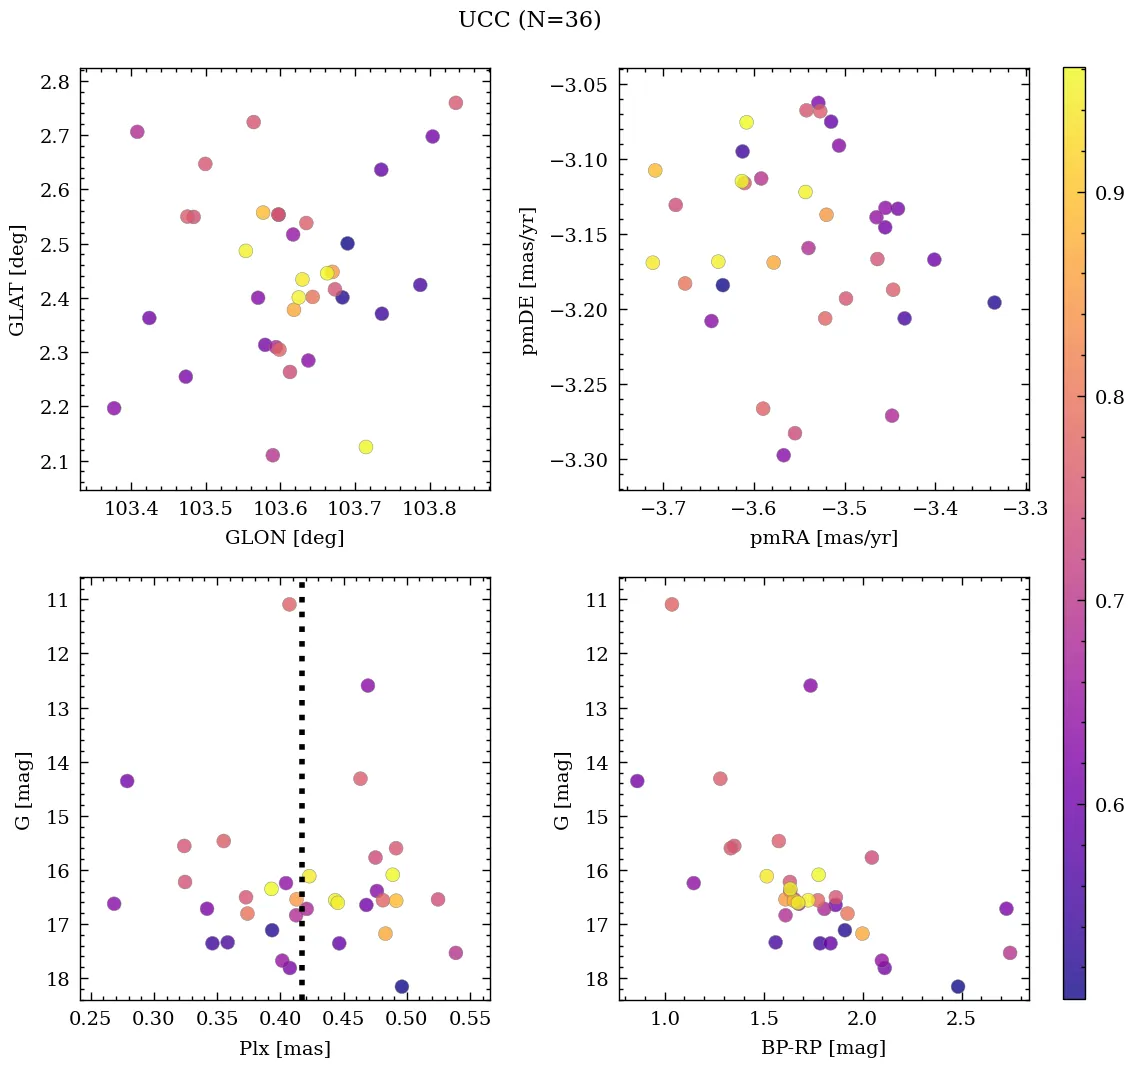 UCC (N=36)
2.8
2.7
2.6
2.5
2.4
2.3
2.2
2.1
GLAT [deg]
103.4 103.5 103.6 103.7 103.8
GLON [deg]
−3.05
−3.10
−3.15
−3.20
−3.25
−3.30
pmDE [mas/yr]
−3.7 −3.6 −3.5 −3.4 −3.3
pmRA [mas/yr]
11
12
13
14
15
16
17
18
G [mag]
0.25 0.30 0.35 0.40 0.45 0.50 0.55
Plx [mas]
11
12
13
14
15
16
17
18
G [mag]
1.0 1.5 2.0 2.5
BP-RP [mag]
0.9
0.8
0.7
0.6